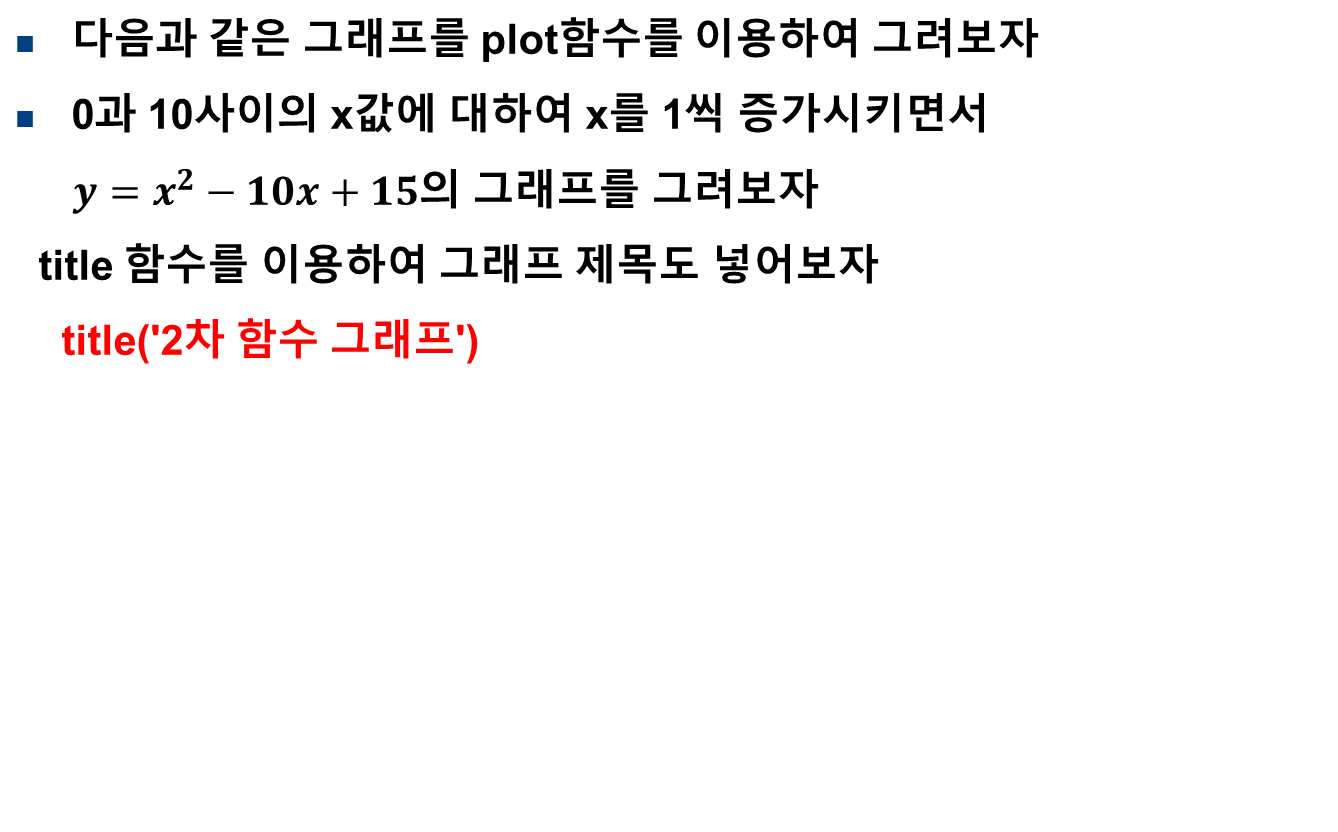 ▪ 다음과 같은 그래프를 plot함수를 이용하여 그려보자
▪ 0과 10사이의 x값에 대하여 x를 1씩 증가시키면서
y = x² − 10x + 15의 그래프를 그려보자
title 함수를 이용하여 그래프 제목도 넣어보자
title('2차 함수 그래프')